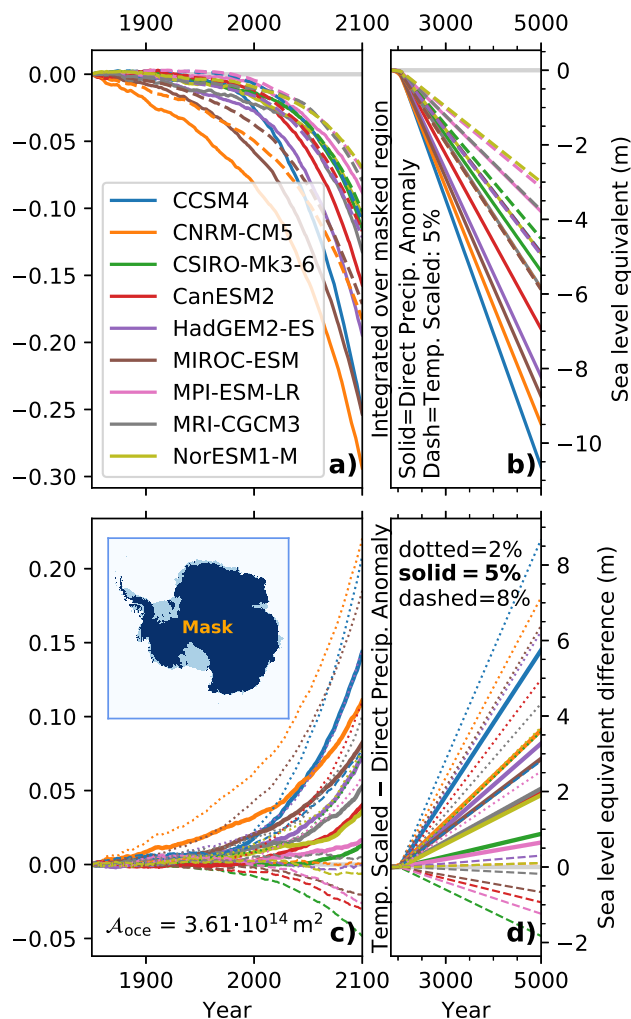 1900 2000 2100
3000 5000
0.00
−0.05
−0.10
−0.15
−0.20
−0.25
−0.30
CCSM4
CNRM-CM5
CSIRO-Mk3-6
CanESM2
HadGEM2-ES
MIROC-ESM
MPI-ESM-LR
MRI-CGCM3
NorESM1-M
a)
Integrated over masked region
Solid=Direct Precip. Anomaly
Dash=Temp. Scaled: 5%
b)
0
−2
−4
−6
−8
−10
Sea level equivalent (m)
0.20
0.15
0.10
0.05
0.00
−0.05
Mask
𝒜oce = 3.61·10¹⁴ m²
c)
Temp. Scaled − Direct Precip. Anomaly
dotted=2%
solid = 5%
dashed=8%
d)
8
6
4
2
0
−2
Sea level equivalent difference (m)
1900 2000 2100
3000 5000
Year
Year